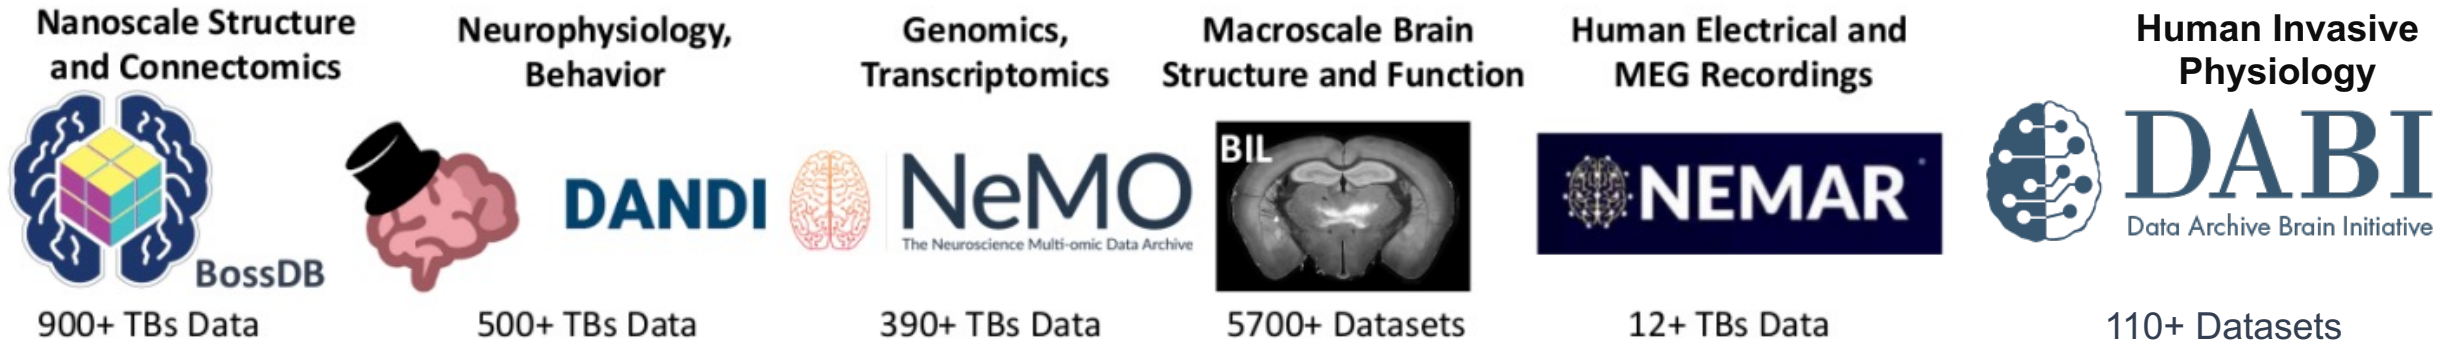 Nanoscale Structure
and Connectomics
BossDB
900+ TBs Data
Neurophysiology,
Behavior
DANDI
500+ TBs Data
Genomics,
Transcriptomics
NeMO
The Neuroscience Multi-omic Data Archive
390+ TBs Data
Macroscale Brain
Structure and Function
BIL
5700+ Datasets
Human Electrical and
MEG Recordings
NEMAR
12+ TBs Data
Human Invasive
Physiology
DABI
Data Archive Brain Initiative
110+ Datasets